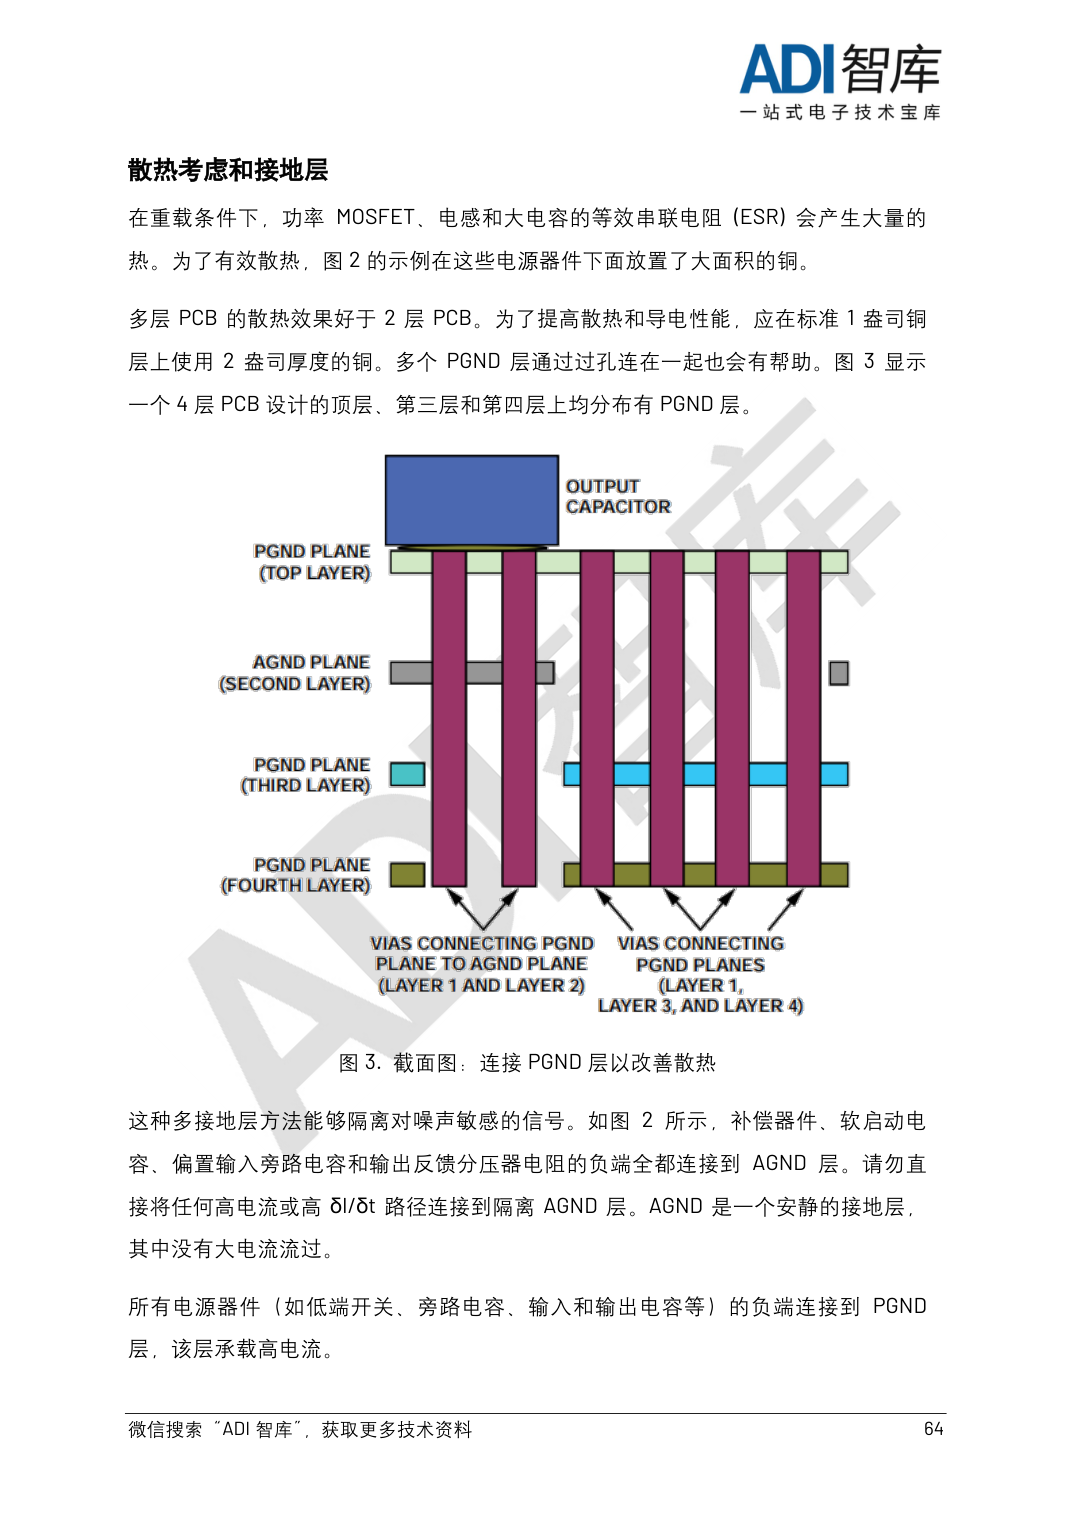 ADI智库
一站式电子技术宝库
散热考虑和接地层
在重载条件下，功率 MOSFET、电感和大电容的等效串联电阻 (ESR) 会产生大量的
热。为了有效散热，图 2 的示例在这些电源器件下面放置了大面积的铜。
多层 PCB 的散热效果好于 2 层 PCB。为了提高散热和导电性能，应在标准 1 盎司铜
层上使用 2 盎司厚度的铜。多个 PGND 层通过过孔连在一起也会有帮助。图 3 显示
一个 4 层 PCB 设计的顶层、第三层和第四层上均分布有 PGND 层。
OUTPUT
CAPACITOR
PGND PLANE
(TOP LAYER)
AGND PLANE
(SECOND LAYER)
PGND PLANE
(THIRD LAYER)
PGND PLANE
(FOURTH LAYER)
VIAS CONNECTING PGND
PLANE TO AGND PLANE
(LAYER 1 AND LAYER 2)
VIAS CONNECTING
PGND PLANES
(LAYER 1,
LAYER 3, AND LAYER 4)
ADI智库
图 3. 截面图：连接 PGND 层以改善散热
这种多接地层方法能够隔离对噪声敏感的信号。如图 2 所示，补偿器件、软启动电
容、偏置输入旁路电容和输出反馈分压器电阻的负端全都连接到 AGND 层。请勿直
接将任何高电流或高 δI/δt 路径连接到隔离 AGND 层。AGND 是一个安静的接地层，
其中没有大电流流过。
所有电源器件（如低端开关、旁路电容、输入和输出电容等）的负端连接到 PGND
层，该层承载高电流。
微信搜索“ADI 智库”，获取更多技术资料
64